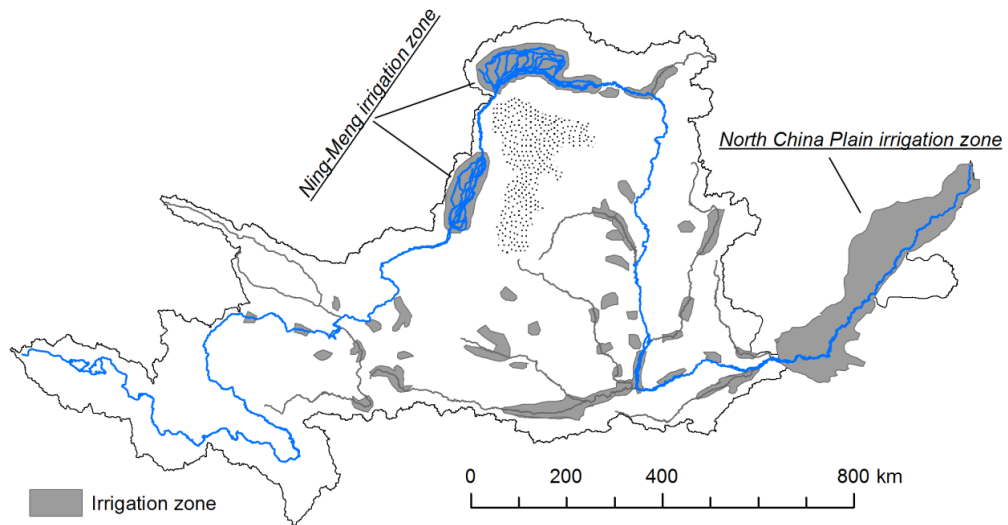 Ning-Meng irrigation zone
North China Plain irrigation zone
0 200 400 800 km
Irrigation zone